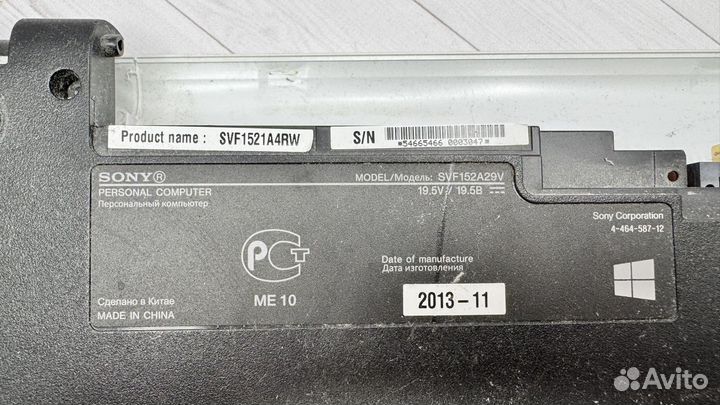 Product name : SVF1521A4RW
S/N
*54665466 0003047*
SONY®
PERSONAL COMPUTER
Персональный компьютер
MODEL/Модель: SVF152A29V
19.5V⎓ 19.5В ⎓
Sony Corporation
4-464-587-12
РСТ
ME 10
Date of manufacture
Дата изготовления
2013-11
Сделано в Китае
MADE IN CHINA
Avito